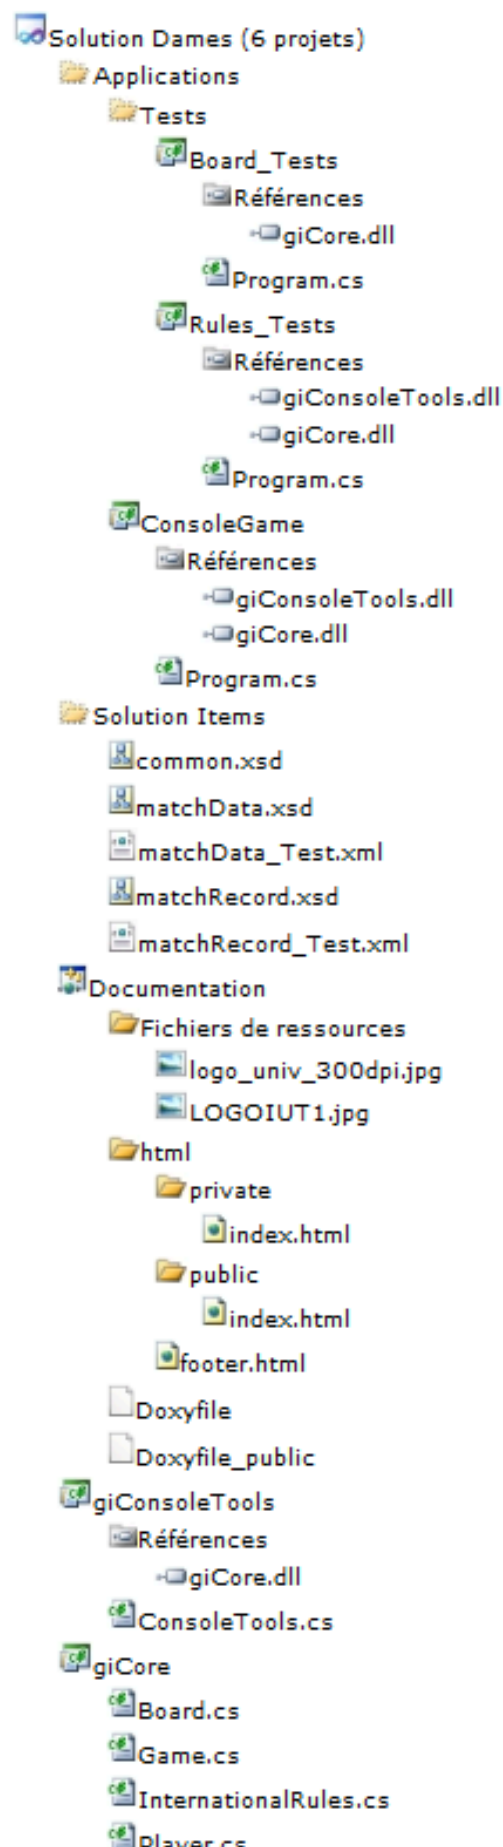 Solution Dames (6 projets)
Applications
Tests
Board_Tests
Références
giCore.dll
Program.cs
Rules_Tests
Références
giConsoleTools.dll
giCore.dll
Program.cs
ConsoleGame
Références
giConsoleTools.dll
giCore.dll
Program.cs
Solution Items
common.xsd
matchData.xsd
matchData_Test.xml
matchRecord.xsd
matchRecord_Test.xml
Documentation
Fichiers de ressources
logo_univ_300dpi.jpg
LOGOIUT1.jpg
html
private
index.html
public
index.html
footer.html
Doxyfile
Doxyfile_public
giConsoleTools
Références
giCore.dll
ConsoleTools.cs
giCore
Board.cs
Game.cs
InternationalRules.cs
Player.cs